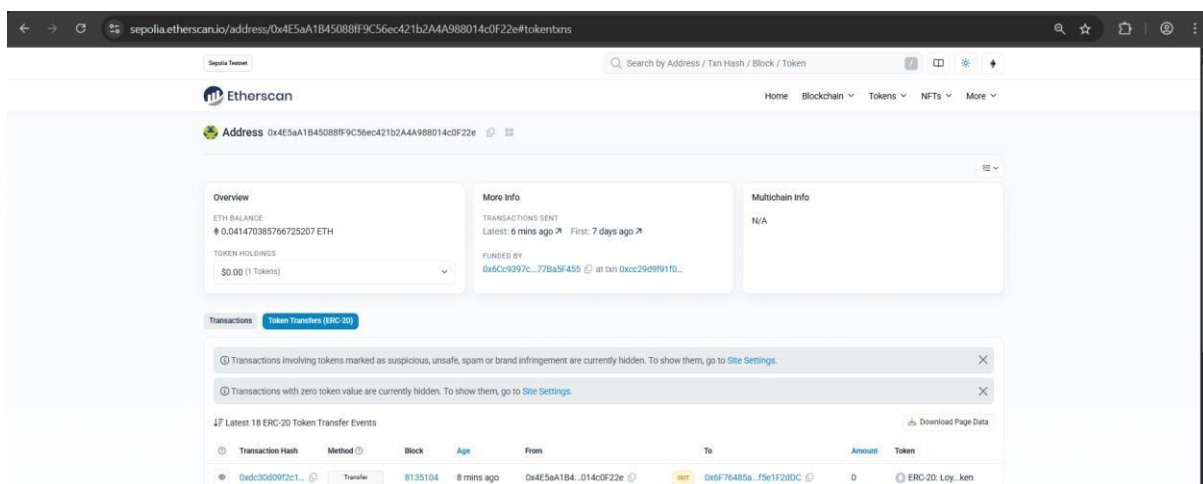 sepolia.etherscan.io/address/0x4E5aA1B45088fF9C56ec421b2A4A988014c0F22e#tokentxns
Sepolia Testnet
Search by Address / Txn Hash / Block / Token
/
Etherscan
Home Blockchain Tokens NFTs More
Address 0x4E5aA1B45088fF9C56ec421b2A4A988014c0F22e
Overview
ETH BALANCE
0.041470385766725207 ETH
TOKEN HOLDINGS
$0.00 (1 Tokens)
More Info
TRANSACTIONS SENT
Latest: 6 mins ago ↗ First: 7 days ago ↗
FUNDED BY
0x6Cc9397c...77Ba5F455 at txn 0xcc29d9f91f0...
Multichain Info
N/A
Transactions Token Transfers (ERC-20)
Transactions involving tokens marked as suspicious, unsafe, spam or brand infringement are currently hidden. To show them, go to Site Settings.
Transactions with zero token value are currently hidden. To show them, go to Site Settings.
Latest 18 ERC-20 Token Transfer Events
Download Page Data
Transaction Hash Method Block Age From To Amount Token
0xdc30d09f2c1... Transfer 8135104 8 mins ago 0x4E5aA1B4...014c0F22e OUT 0x6F76485a...f5e1F2dDC 0 ERC-20: Loy...ken